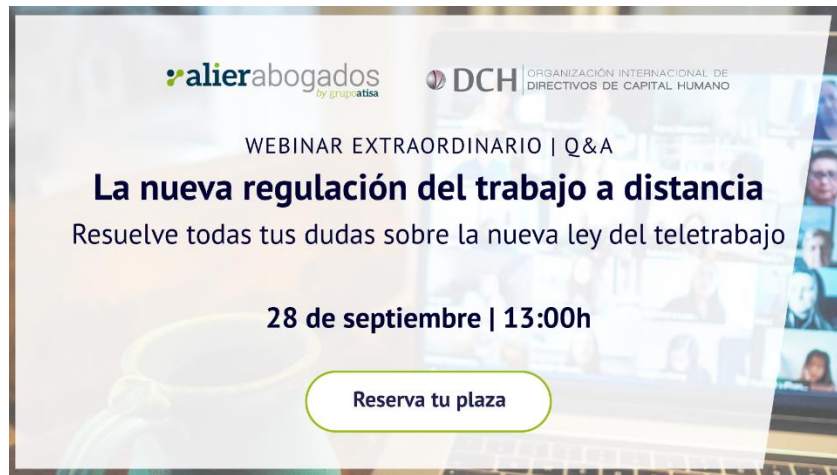 alierabogados
by grupoatisa
DCH
ORGANIZACIÓN INTERNACIONAL DE
DIRECTIVOS DE CAPITAL HUMANO
WEBINAR EXTRAORDINARIO | Q&A
La nueva regulación del trabajo a distancia
Resuelve todas tus dudas sobre la nueva ley del teletrabajo
28 de septiembre | 13:00h
Reserva tu plaza